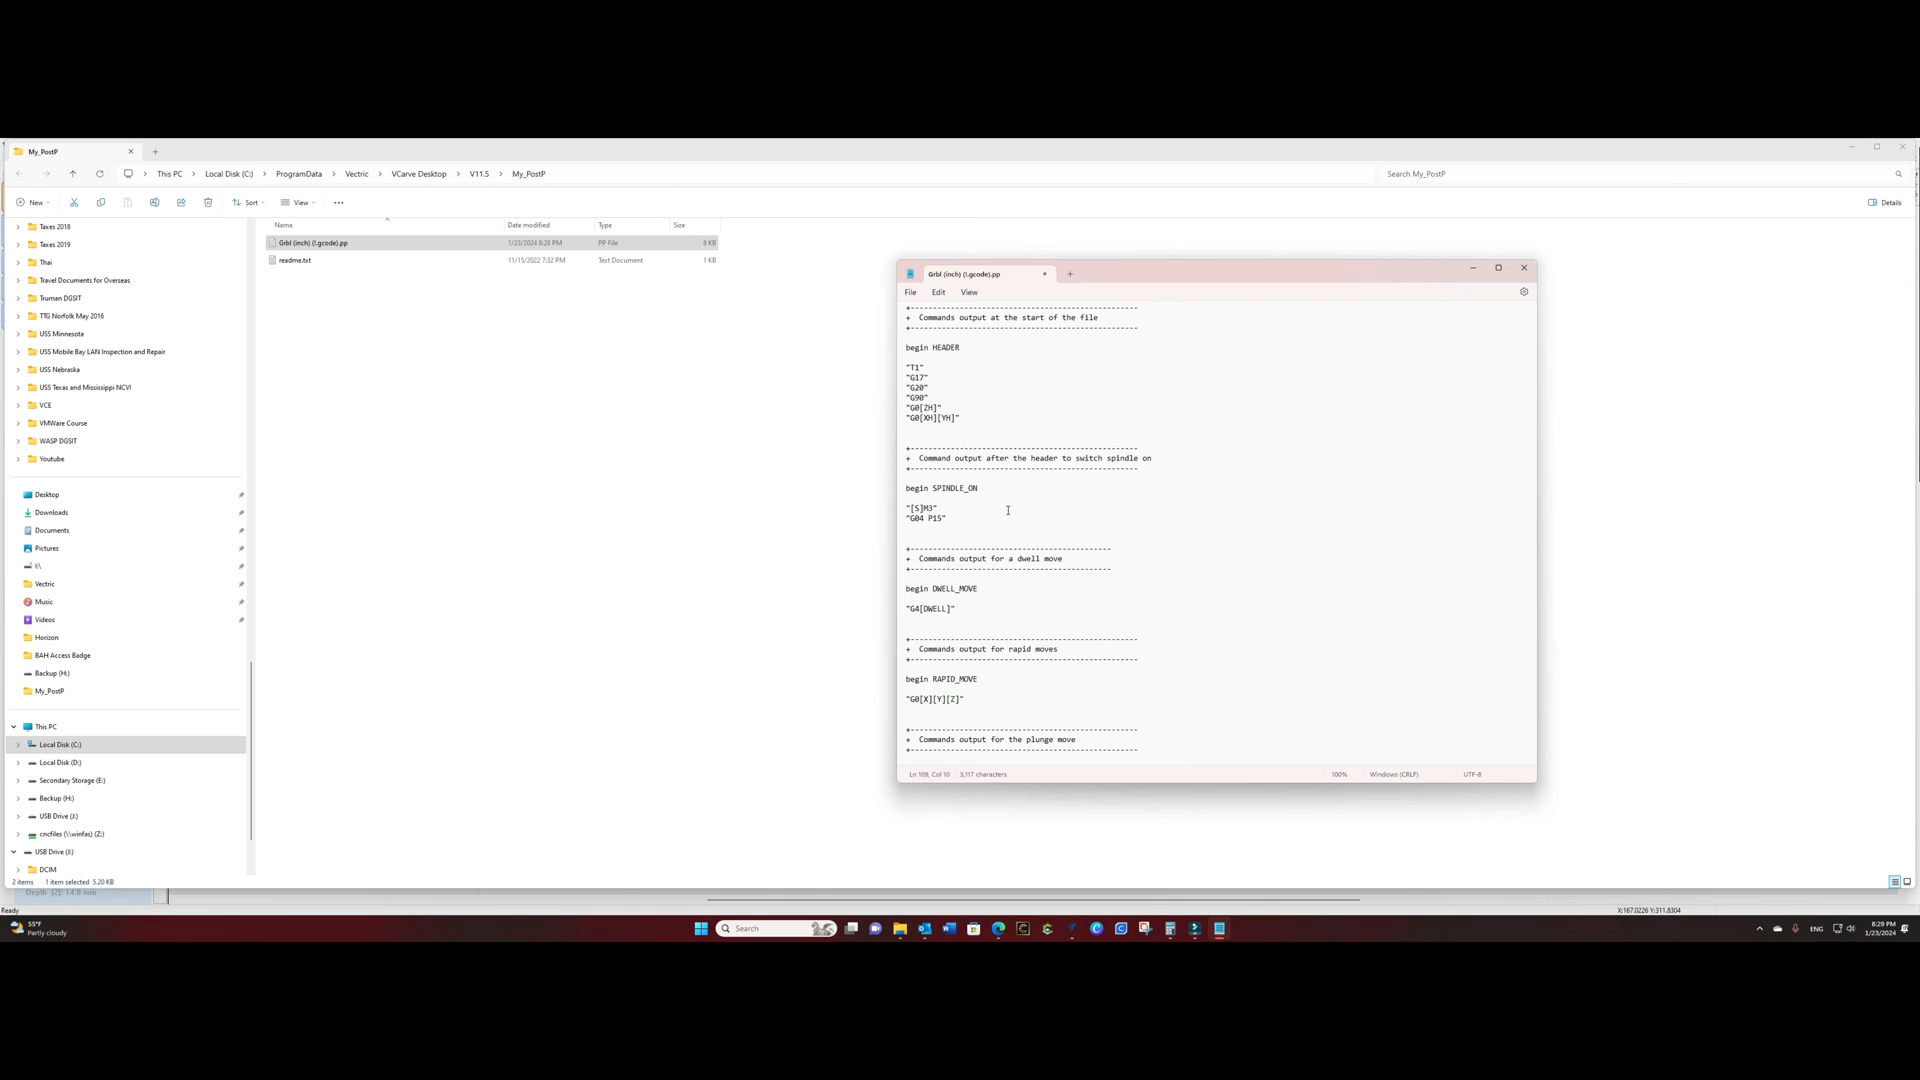 My_PostP
This PC
Local Disk (C:)
ProgramData
Vectric
VCarve Desktop
V11.5
My_PostP
Search My_PostP
New
Sort
View
Details
Name
Date modified
Type
Size
Grbl (inch) (!.gcode).pp
1/23/2024 8:28 PM
PP File
6 KB
readme.txt
11/15/2022 7:32 PM
Text Document
1 KB
Taxes 2018
Taxes 2019
Thai
Travel Documents for Overseas
Truman DGSIT
TTG Norfolk May 2016
USS Minnesota
USS Mobile Bay LAN Inspection and Repair
USS Nebraska
USS Texas and Mississippi NCVI
VCE
VMWare Course
WASP DGSIT
Youtube
Desktop
Downloads
Documents
Pictures
I:\
Vectric
Music
Videos
Horizon
BAH Access Badge
Backup (H:)
My_PostP
This PC
Local Disk (C:)
Local Disk (D:)
Secondary Storage (E:)
Backup (H:)
USB Drive (J:)
cncfiles (\\winfas) (Z:)
USB Drive (J:)
DCIM
2 items 1 item selected 5.20 KB
Grbl (inch) (!.gcode).pp
File Edit View
+---------------------------------------------------
+  Commands output at the start of the file
+---------------------------------------------------
begin HEADER
"T1"
"G17"
"G20"
"G90"
"G0[ZH]"
"G0[XH][YH]"
+---------------------------------------------------
+  Command output after the header to switch spindle on
+---------------------------------------------------
begin SPINDLE_ON
"[S]M3"
"G04 P15"
+---------------------------------------------
+  Commands output for a dwell move
+---------------------------------------------
begin DWELL_MOVE
"G4[DWELL]"
+---------------------------------------------------
+  Commands output for rapid moves
+---------------------------------------------------
begin RAPID_MOVE
"G0[X][Y][Z]"
+---------------------------------------------------
+  Commands output for the plunge move
+---------------------------------------------------
Ln 109, Col 10
5,117 characters
100%
Windows (CRLF)
UTF-8
Depth (Z): 14.0 mm
Ready
X:167.0226 Y:311.8304
55°F
Partly cloudy
Search
ENG
8:29 PM
1/23/2024